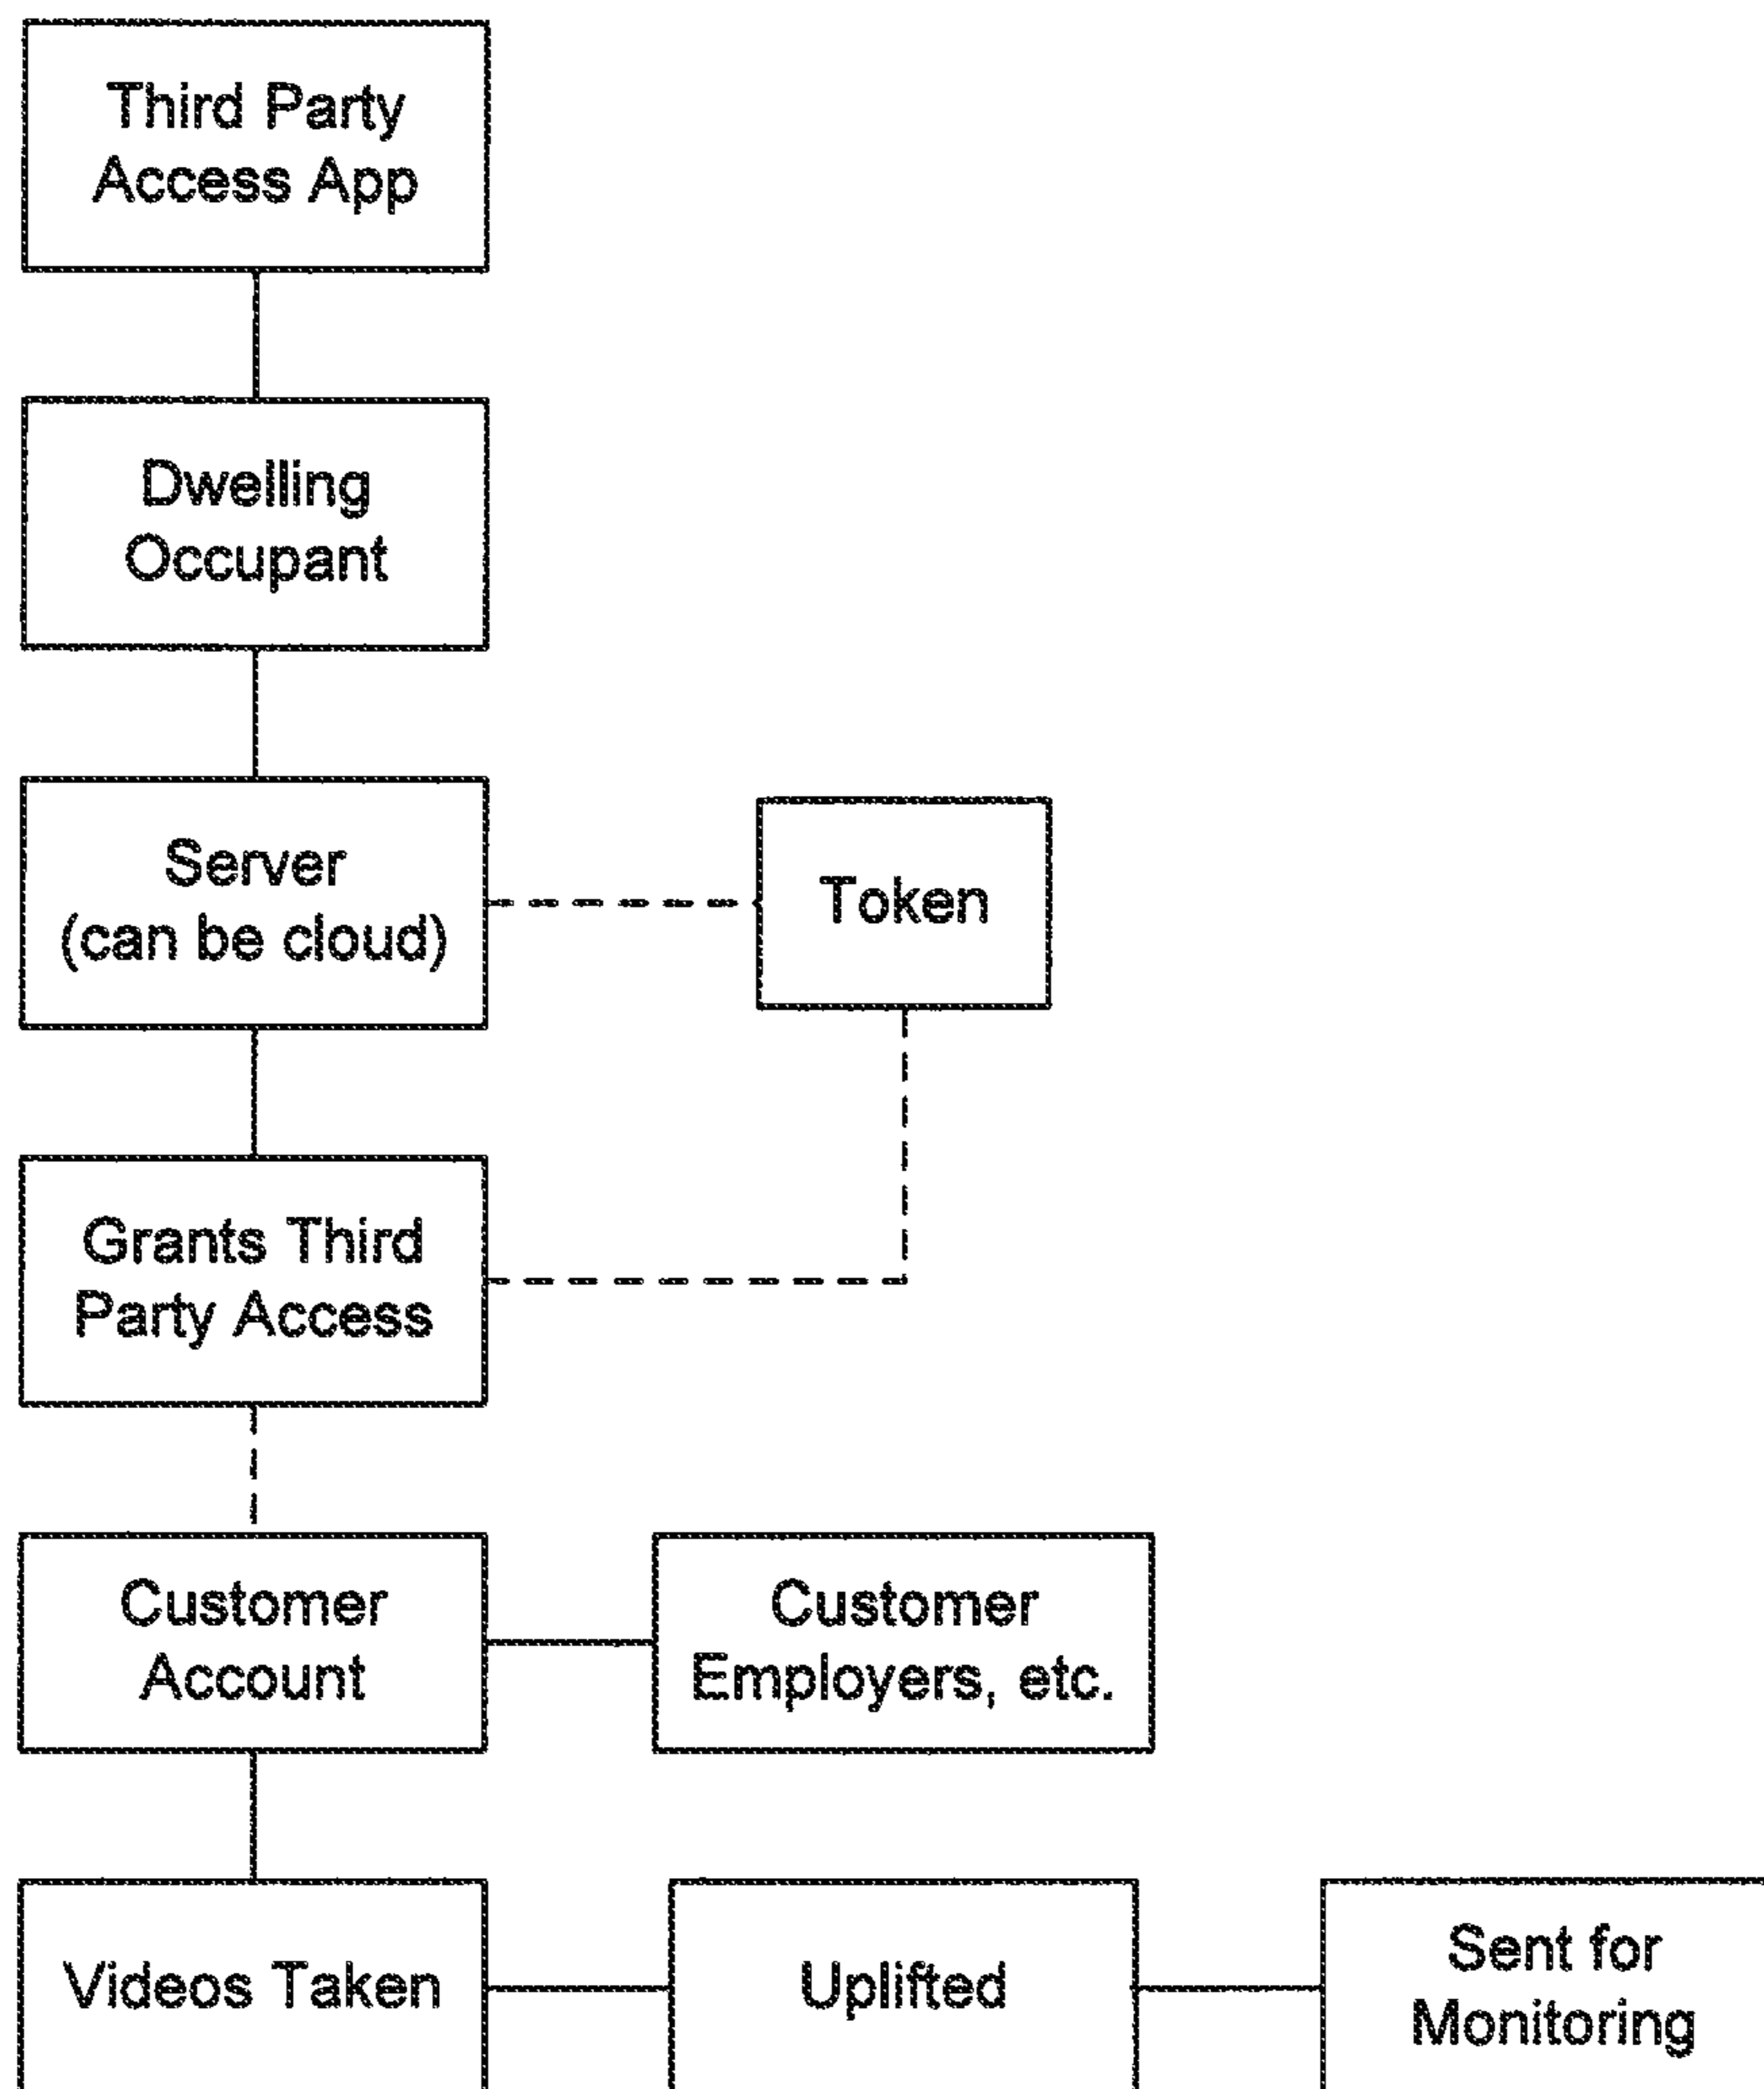 Third Party
Access App
Dwelling
Occupant
Server
(can be cloud)
Token
Grants Third
Party Access
Customer
Account
Customer
Employers, etc.
Videos Taken
Uplifted
Sent for
Monitoring